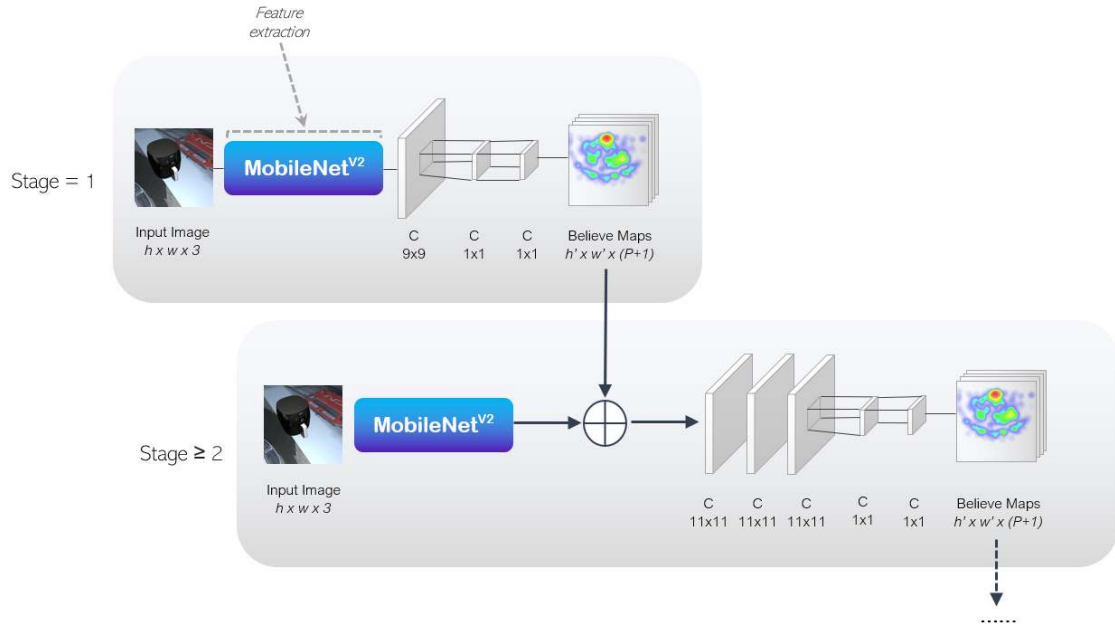 Feature
extraction
Stage = 1
MobileNetV2
Input Image
h x w x 3
C
9x9
C
1x1
C
1x1
Believe Maps
h' x w' x (P+1)
Stage ≥ 2
MobileNetV2
Input Image
h x w x 3
C
11x11
C
11x11
C
11x11
C
1x1
C
1x1
Believe Maps
h' x w' x (P+1)
......